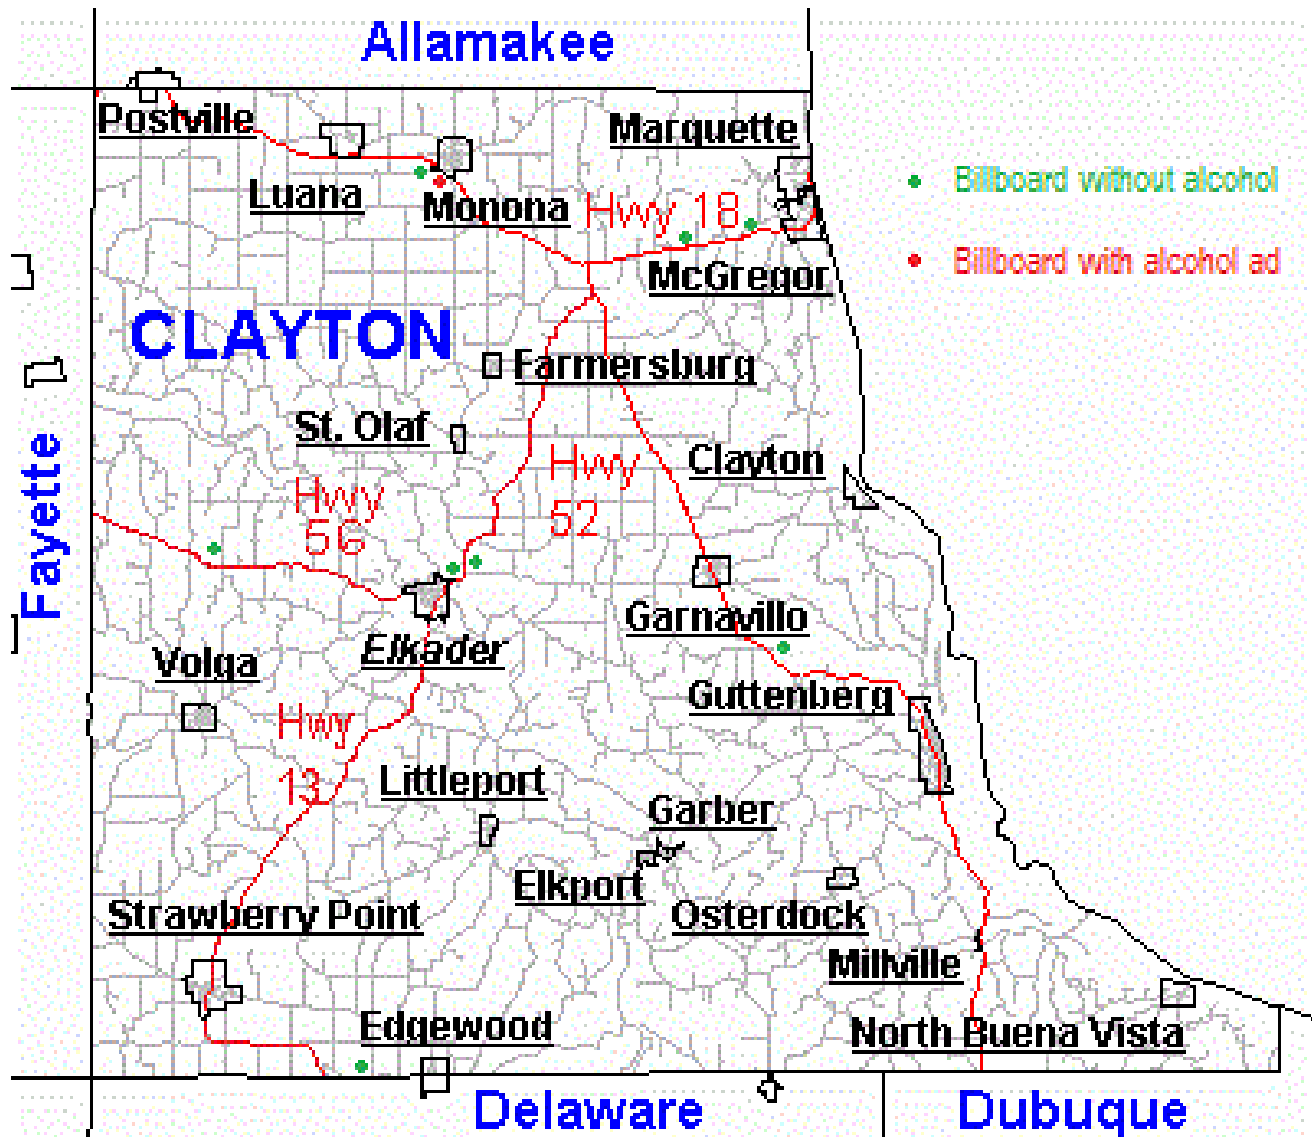 Allamakee
Postville
Marquette
Billboard without alcohol
Luana
Monona
Hwy 18
Billboard with alcohol ad
McGregor
CLAYTON
Farmersburg
St. Olaf
Clayton
Hwy
52
Hwy
56
Fayette
Garnavillo
Elkader
Volga
Guttenberg
Hwy
13
Littleport
Garber
Elkport
Osterdock
Strawberry Point
Millville
Edgewood
North Buena Vista
Delaware
Dubuque